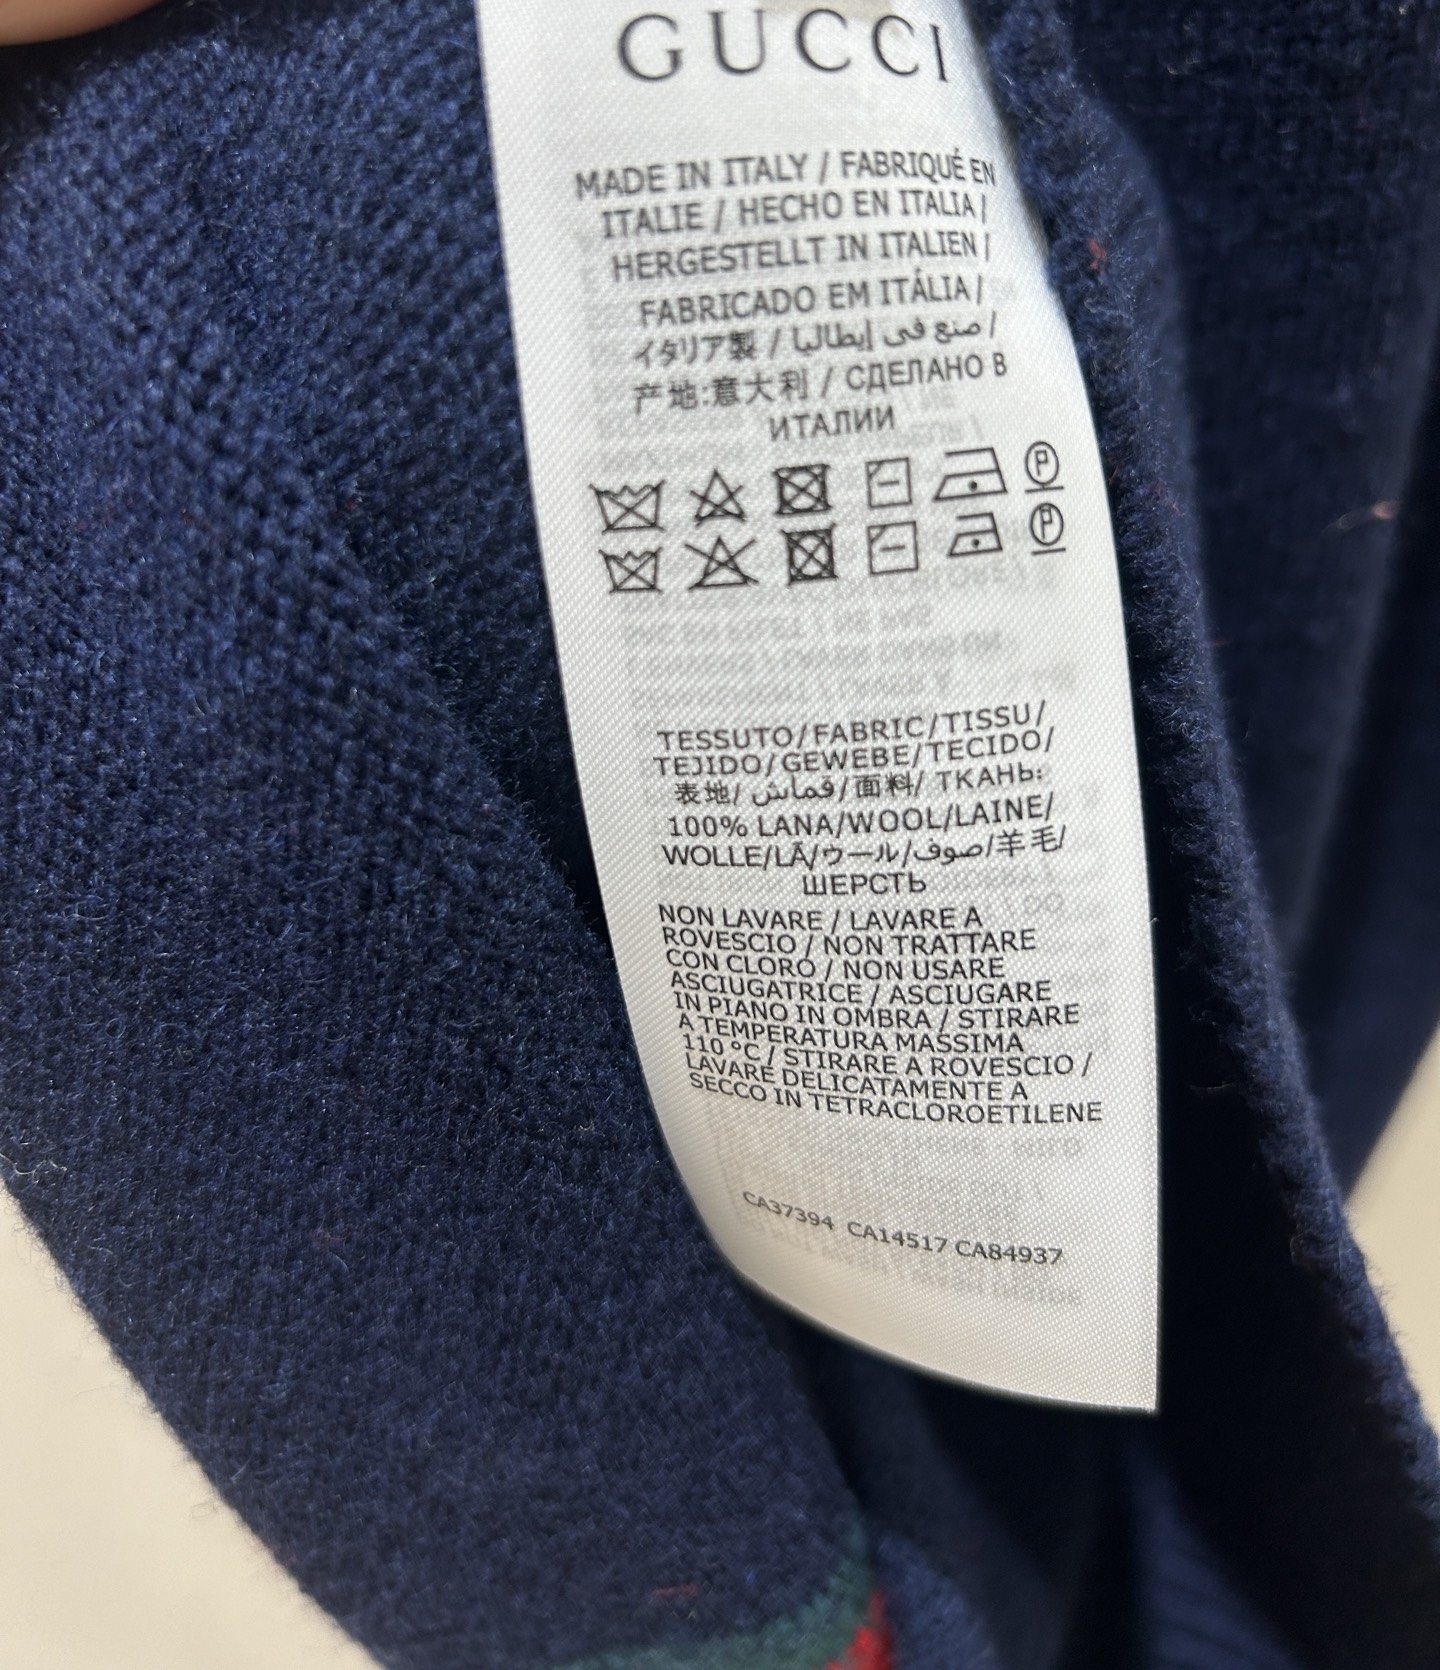 GUCCI
MADE IN ITALY / FABRIQUÉ EN
ITALIE / HECHO EN ITALIA /
HERGESTELLT IN ITALIEN /
FABRICADO EM ITÁLIA /
イタリア製 / صنع في إيطاليا /
产地:意大利 / СДЕЛАНО В
ИТАЛИИ
P
P
TESSUTO/FABRIC/TISSU/
TEJIDO/GEWEBE/TECIDO/
表地/ قماش/面料/ ТКАНЬ:
100% LANA/WOOL/LAINE/
WOLLE/LÃ/ウール/صوف/羊毛/
ШЕРСТЬ
NON LAVARE / LAVARE A
ROVESCIO / NON TRATTARE
CON CLORO / NON USARE
ASCIUGATRICE / ASCIUGARE
IN PIANO IN OMBRA / STIRARE
A TEMPERATURA MASSIMA
110 °C / STIRARE A ROVESCIO /
LAVARE DELICATAMENTE A
SECCO IN TETRACLOROETILENE
CA37394 CA14517 CA84937